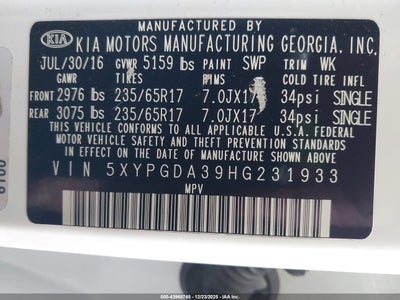 KIA KIA MOTORS MANUFACTURING GEORGIA, INC.
JUL/30/16 GVWR 5159 lbs PAINT SWP TRIM WK
GAWR TIRES RIMS COLD TIRE INFL
FRONT 2976 lbs 235/65R17 7.0JX17 34psi SINGLE
REAR 3075 lbs 235/65R17 7.0JX17 34psi SINGLE
THIS VEHICLE CONFORMS TO ALL APPLICABLE U.S.A. FEDERAL
MOTOR VEHICLE SAFETY AND THEFT PREVENTION STANDARDS IN
EFFECT ON THE DATE OF MANUFACTURE SHOWN ABOVE.
VIN 5XYPGDA39HG231933
MPV